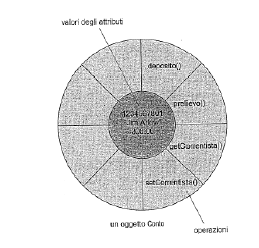 valori degli attributi
deposito()
prelievo()
getCorrentista()
setCorrentista()
un oggetto Conto
operazioni